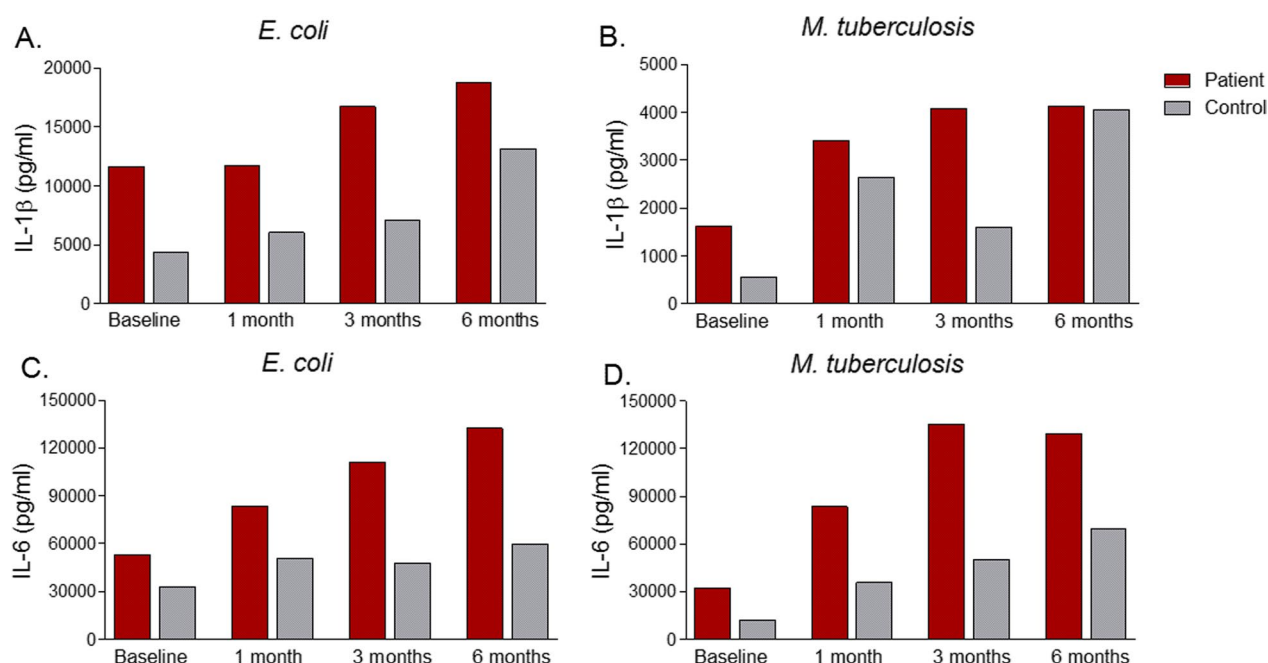 A.
E. coli
IL-1β (pg/ml)
20000
15000
10000
5000
0
Baseline 1 month 3 months 6 months
B.
M. tuberculosis
IL-1β (pg/ml)
5000
4000
3000
2000
1000
0
Baseline 1 month 3 months 6 months
Patient
Control
C.
E. coli
IL-6 (pg/ml)
150000
120000
90000
60000
30000
0
Baseline 1 month 3 months 6 months
D.
M. tuberculosis
IL-6 (pg/ml)
150000
120000
90000
60000
30000
0
Baseline 1 month 3 months 6 months